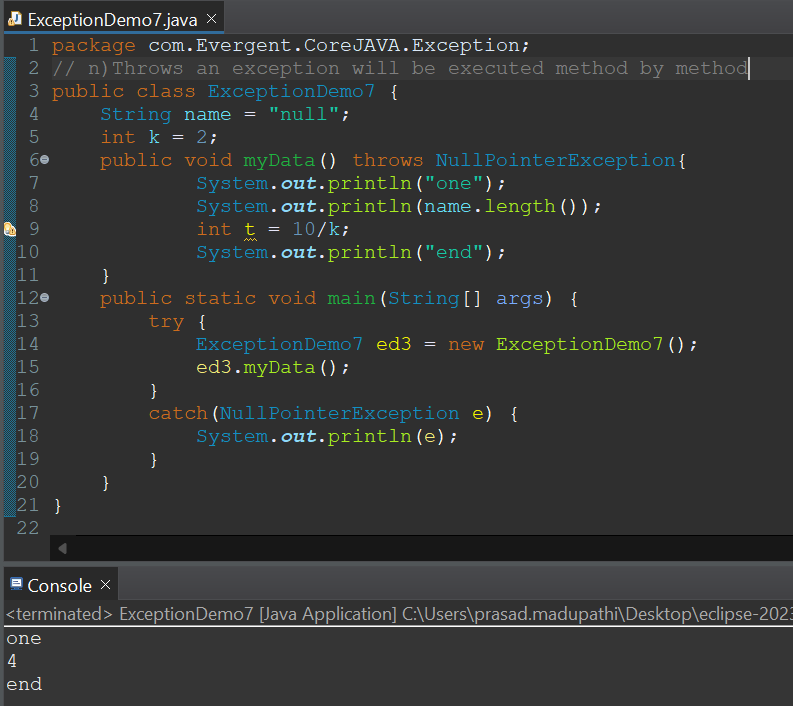 ExceptionDemo7.java ×
1 package com.Evergent.CoreJAVA.Exception;
2 // n)Throws an exception will be executed method by method
3 public class ExceptionDemo7 {
4     String name = "null";
5     int k = 2;
6     public void myData() throws NullPointerException{
7             System.out.println("one");
8             System.out.println(name.length());
9             int t = 10/k;
10             System.out.println("end");
11     }
12     public static void main(String[] args) {
13         try {
14             ExceptionDemo7 ed3 = new ExceptionDemo7();
15             ed3.myData();
16         }
17         catch(NullPointerException e) {
18             System.out.println(e);
19         }
20     }
21 }
22
Console ×
<terminated> ExceptionDemo7 [Java Application] C:\Users\prasad.madupathi\Desktop\eclipse-2023
one
4
end